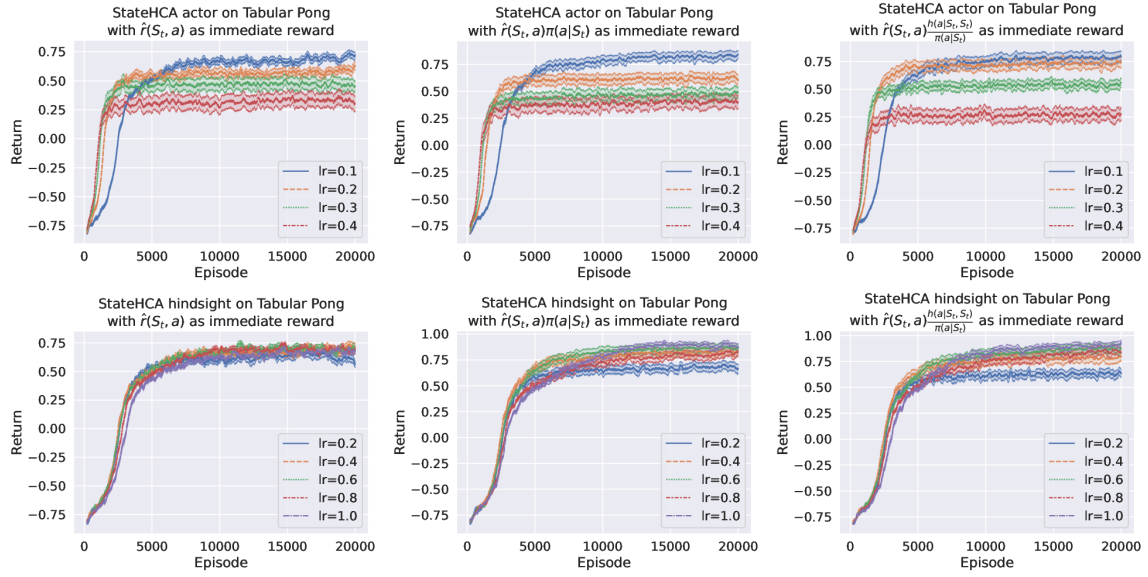 StateHCA actor on Tabular Pong
with r̂(S_t, a) as immediate reward
0.75
0.50
0.25
0.00
−0.25
−0.50
−0.75
Return
lr=0.1
lr=0.2
lr=0.3
lr=0.4
0 5000 10000 15000 20000
Episode
StateHCA actor on Tabular Pong
with r̂(S_t, a)π(a|S_t) as immediate reward
0.75
0.50
0.25
0.00
−0.25
−0.50
−0.75
Return
lr=0.1
lr=0.2
lr=0.3
lr=0.4
0 5000 10000 15000 20000
Episode
StateHCA actor on Tabular Pong
with r̂(S_t, a) h(a|S_t, S_t)/π(a|S_t) as immediate reward
0.75
0.50
0.25
0.00
−0.25
−0.50
−0.75
Return
lr=0.1
lr=0.2
lr=0.3
lr=0.4
0 5000 10000 15000 20000
Episode
StateHCA hindsight on Tabular Pong
with r̂(S_t, a) as immediate reward
0.75
0.50
0.25
0.00
−0.25
−0.50
−0.75
Return
lr=0.2
lr=0.4
lr=0.6
lr=0.8
lr=1.0
0 5000 10000 15000 20000
Episode
StateHCA hindsight on Tabular Pong
with r̂(S_t, a)π(a|S_t) as immediate reward
1.00
0.75
0.50
0.25
0.00
−0.25
−0.50
−0.75
Return
lr=0.2
lr=0.4
lr=0.6
lr=0.8
lr=1.0
0 5000 10000 15000 20000
Episode
StateHCA hindsight on Tabular Pong
with r̂(S_t, a) h(a|S_t, S_t)/π(a|S_t) as immediate reward
1.00
0.75
0.50
0.25
0.00
−0.25
−0.50
−0.75
Return
lr=0.2
lr=0.4
lr=0.6
lr=0.8
lr=1.0
0 5000 10000 15000 20000
Episode